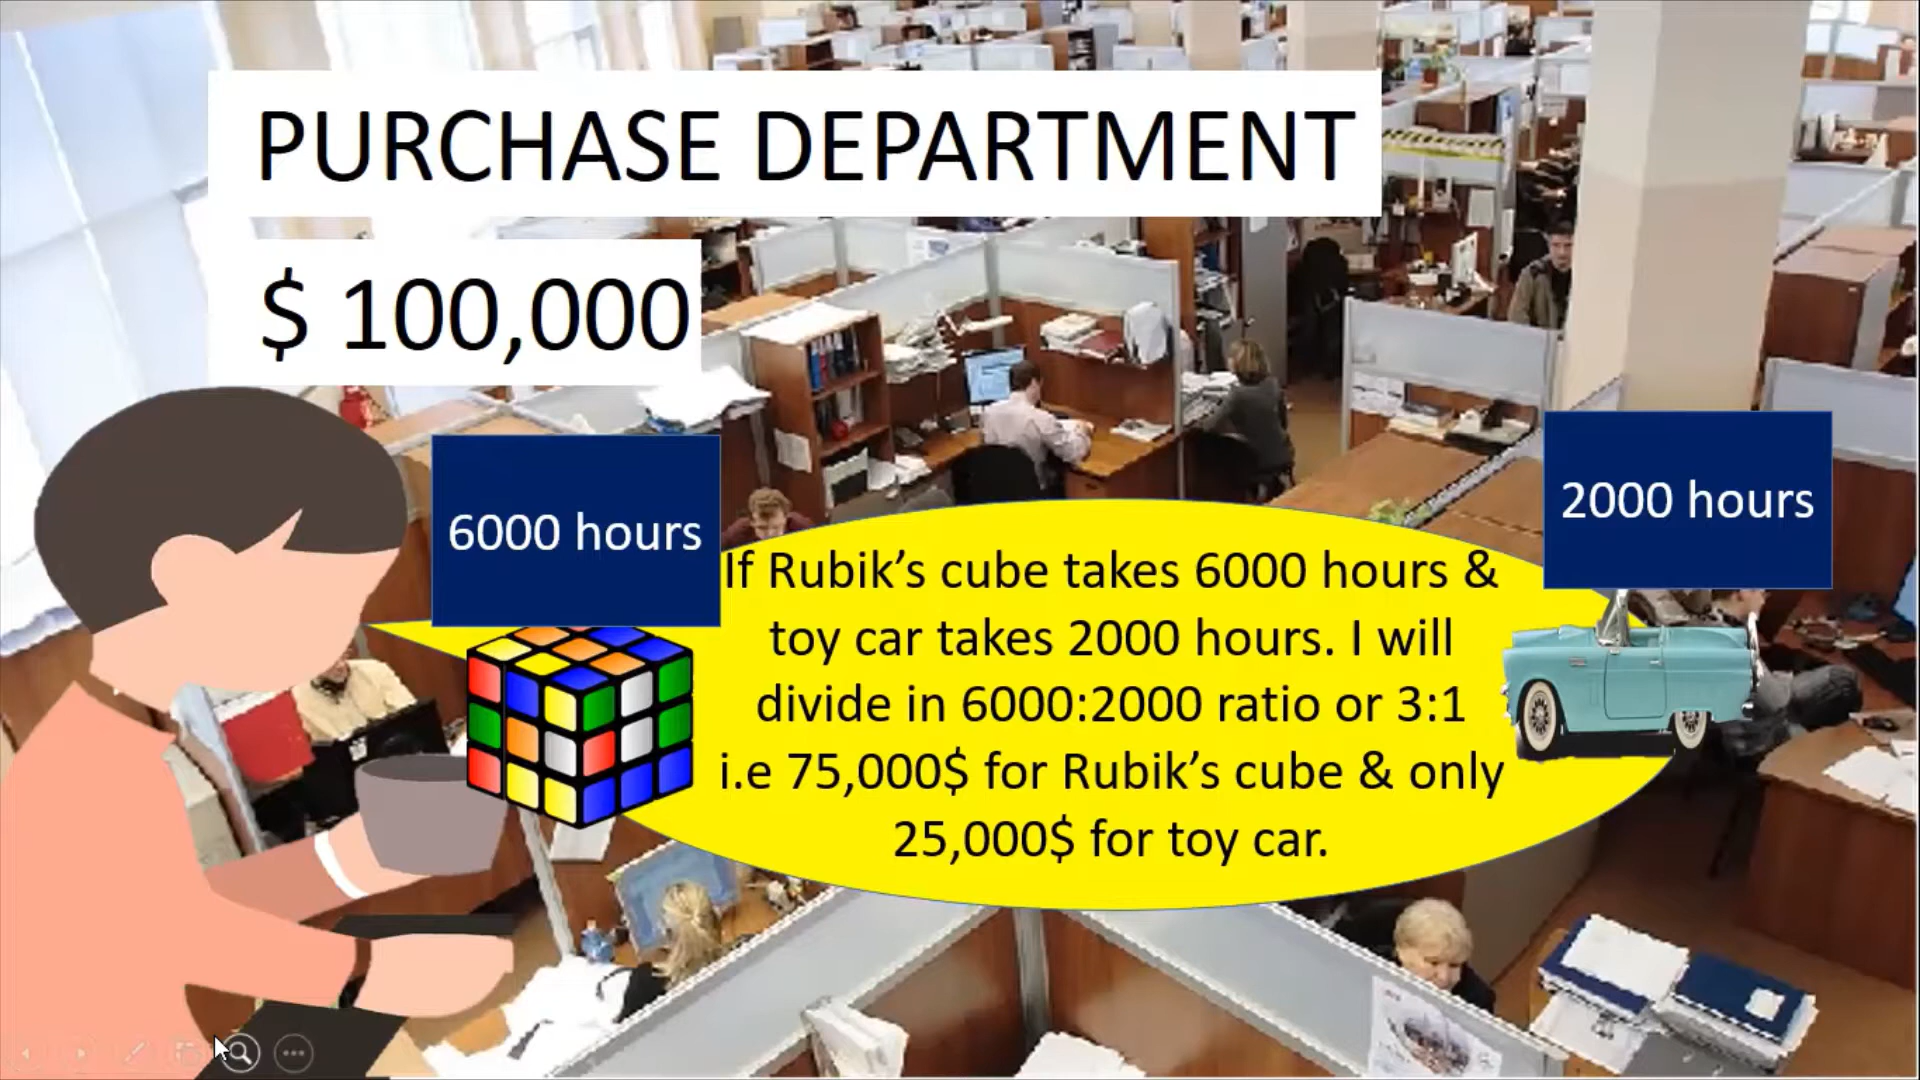 PURCHASE DEPARTMENT
$ 100,000
6000 hours
2000 hours
If Rubik’s cube takes 6000 hours &
toy car takes 2000 hours. I will
divide in 6000:2000 ratio or 3:1
i.e 75,000$ for Rubik’s cube & only
25,000$ for toy car.